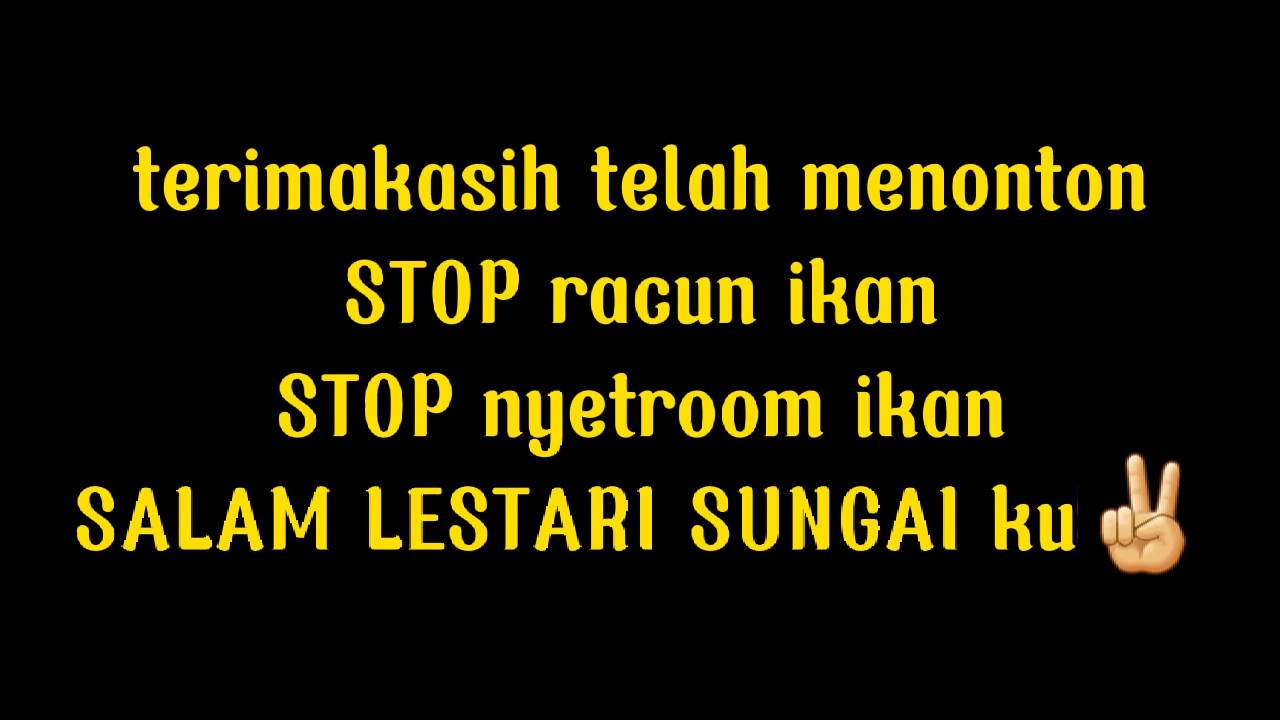 terimakasih telah menonton
STOP racun ikan
STOP nyetroom ikan
SALAM LESTARI SUNGAI ku✌